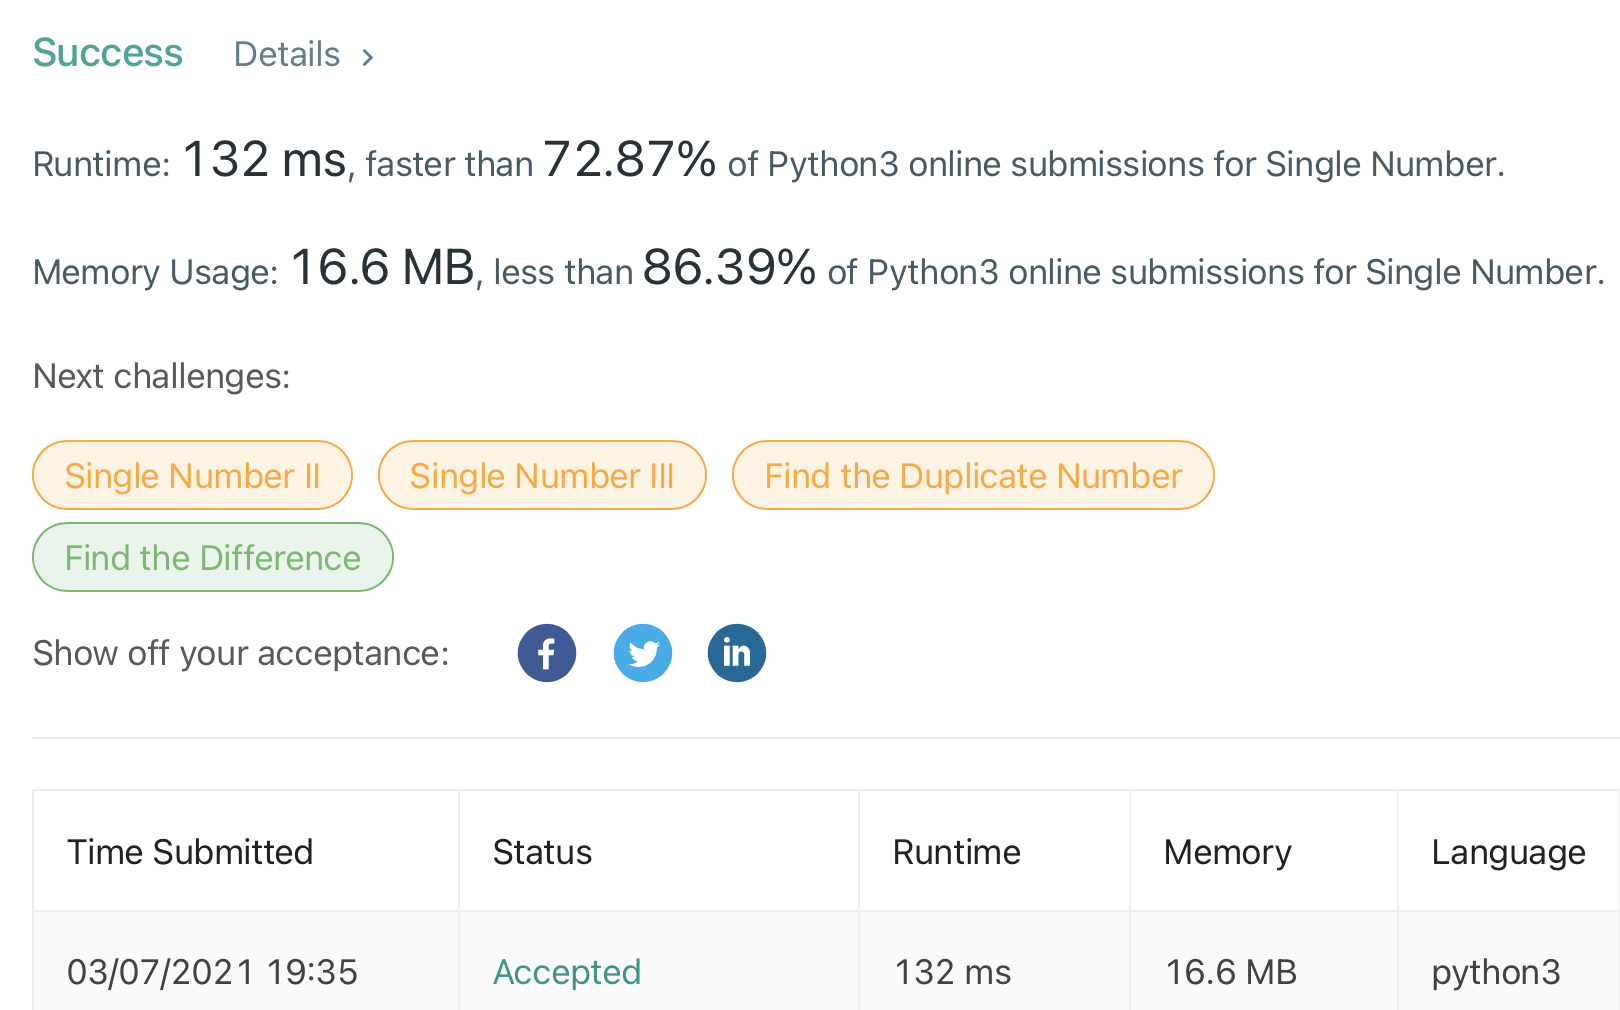 Success Details >
Runtime: 132 ms, faster than 72.87% of Python3 online submissions for Single Number.
Memory Usage: 16.6 MB, less than 86.39% of Python3 online submissions for Single Number.
Next challenges:
Single Number II Single Number III Find the Duplicate Number
Find the Difference
Show off your acceptance: f in
Time Submitted Status Runtime Memory Language
03/07/2021 19:35 Accepted 132 ms 16.6 MB python3